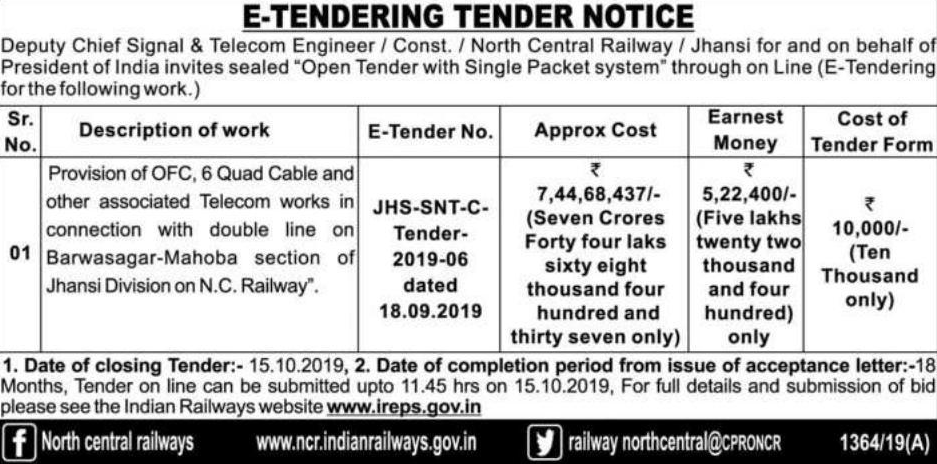 E-TENDERING TENDER NOTICE
Deputy Chief Signal & Telecom Engineer / Const. / North Central Railway / Jhansi for and on behalf of
President of India invites sealed “Open Tender with Single Packet system” through on Line (E-Tendering
for the following work.)
Sr. No.
Description of work
E-Tender No.
Approx Cost
Earnest Money
Cost of Tender Form
01
Provision of OFC, 6 Quad Cable and
other associated Telecom works in
connection with double line on
Barwasagar-Mahoba section of
Jhansi Division on N.C. Railway”.
JHS-SNT-C-
Tender-
2019-06
dated
18.09.2019
₹
7,44,68,437/-
(Seven Crores
Forty four laks
sixty eight
thousand four
hundred and
thirty seven only)
₹
5,22,400/-
(Five lakhs
twenty two
thousand
and four
hundred)
only
₹
10,000/-
(Ten
Thousand
only)
1. Date of closing Tender:- 15.10.2019, 2. Date of completion period from issue of acceptance letter:-18
Months, Tender on line can be submitted upto 11.45 hrs on 15.10.2019, For full details and submission of bid
please see the Indian Railways website www.ireps.gov.in
f North central railways www.ncr.indianrailways.gov.in railway northcentral@CPRONCR 1364/19(A)